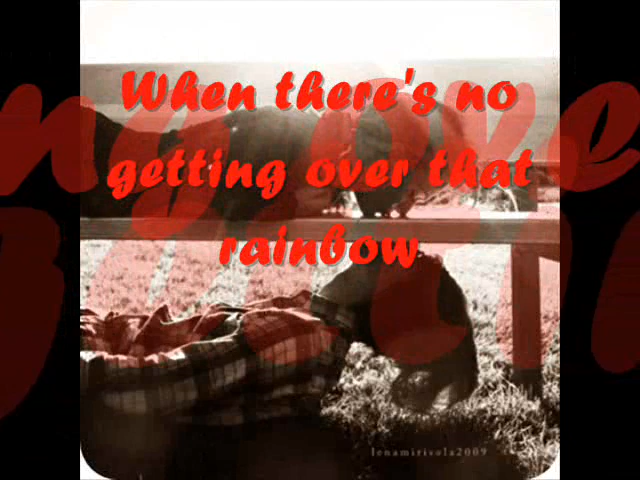 When there's no
getting over that
rainbow
lenamirisola2009